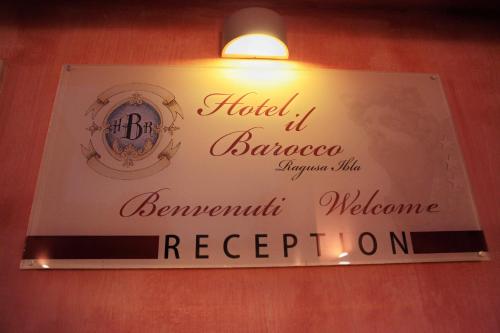 HBR
Hotel il
Barocco
Ragusa Ibla
Benvenuti Welcome
RECEPTION